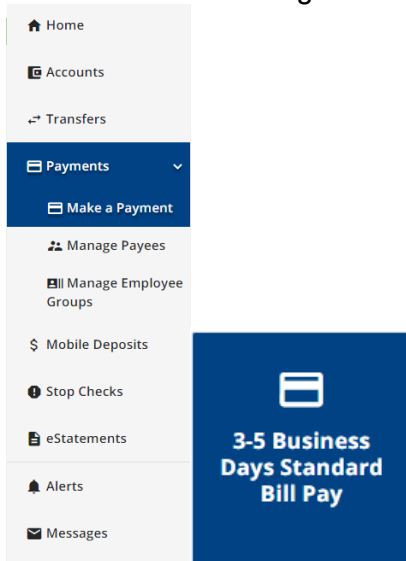 Home
Accounts
Transfers
Payments
Make a Payment
Manage Payees
Manage Employee
Groups
$ Mobile Deposits
Stop Checks
eStatements
Alerts
Messages
3-5 Business
Days Standard
Bill Pay